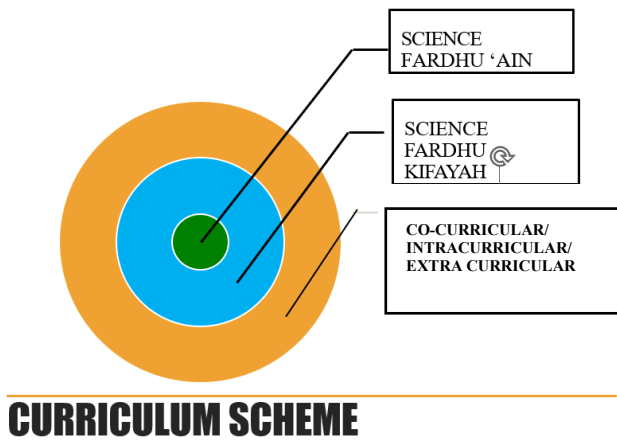 SCIENCE
FARDHU ‘AIN
SCIENCE
FARDHU
KIFAYAH
CO-CURRICULAR/
INTRACURRICULAR/
EXTRA CURRICULAR
CURRICULUM SCHEME